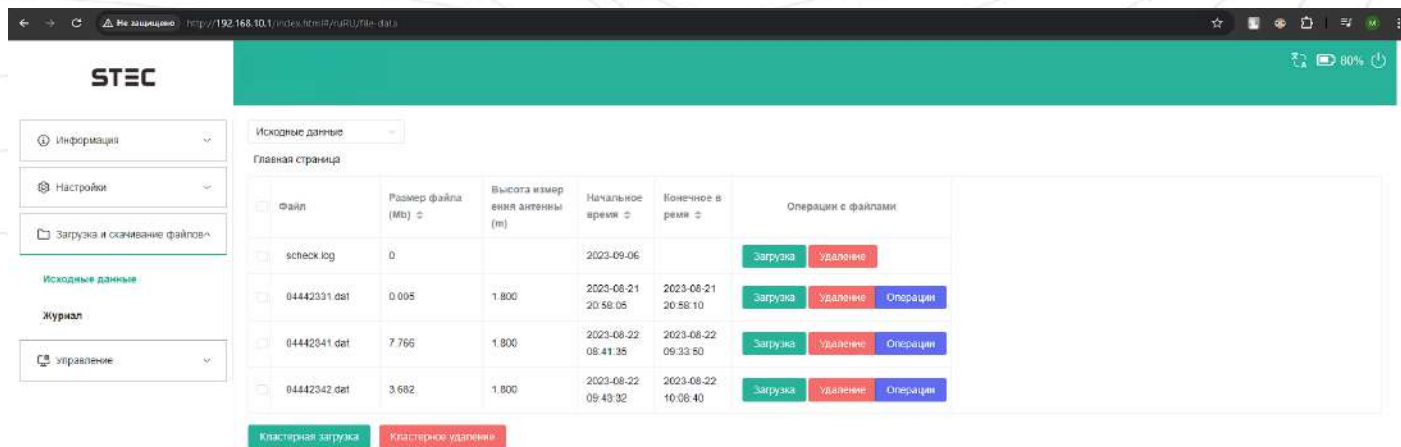 Не защищено http://192.168.10.1/index.html#/ruRU/file-data
M
STEC
80%
Информация
Исходные данные
Главная страница
Настройки
Файл
Размер файла
(Mb)
Высота измер
ения антенны
(m)
Начальное
время
Конечное в
ремя
Операции с файлами
Загрузка и скачивание файлов
scheck.log 0 2023-09-06 Загрузка Удаление
Исходные данные
04442331.dat 0.005 1.800 2023-08-21
20:58:05 2023-08-21
20:58:10 Загрузка Удаление Операции
Журнал
04442341.dat 7.766 1.800 2023-08-22
08:41:35 2023-08-22
09:33:50 Загрузка Удаление Операции
Управление
04442342.dat 3.682 1.800 2023-08-22
09:43:32 2023-08-22
10:08:40 Загрузка Удаление Операции
Кластерная загрузка Кластерное удаление